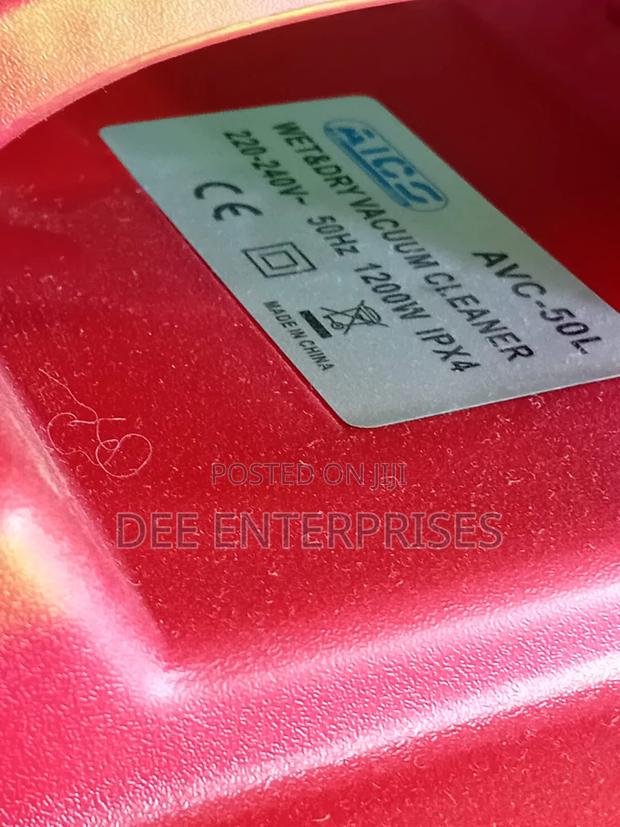 AICS
AVC-50L
WET&DRY VACUUM CLEANER
220-240V~ 50Hz 1200W IPX4
CE
MADE IN CHINA
POSTED ON JIJI
DEE ENTERPRISES